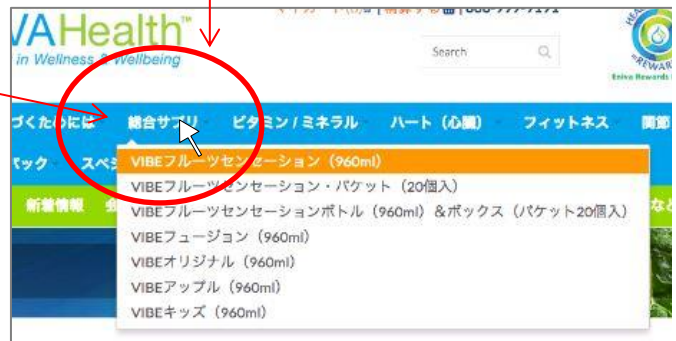 VAHealth™
in Wellness & Wellbeing
Search
づくためには 総合サプリ ビタミン / ミネラル ハート（心臓） フィットネス 関節
パック スペシ
新着情報
VIBEフルーツセンセーション（960ml）
VIBEフルーツセンセーション・パケット（20個入）
VIBEフルーツセンセーションボトル（960ml）＆ボックス（パケット20個入）
VIBEフュージョン（960ml）
VIBEオリジナル（960ml）
VIBEアップル（960ml）
VIBEキッズ（960ml）